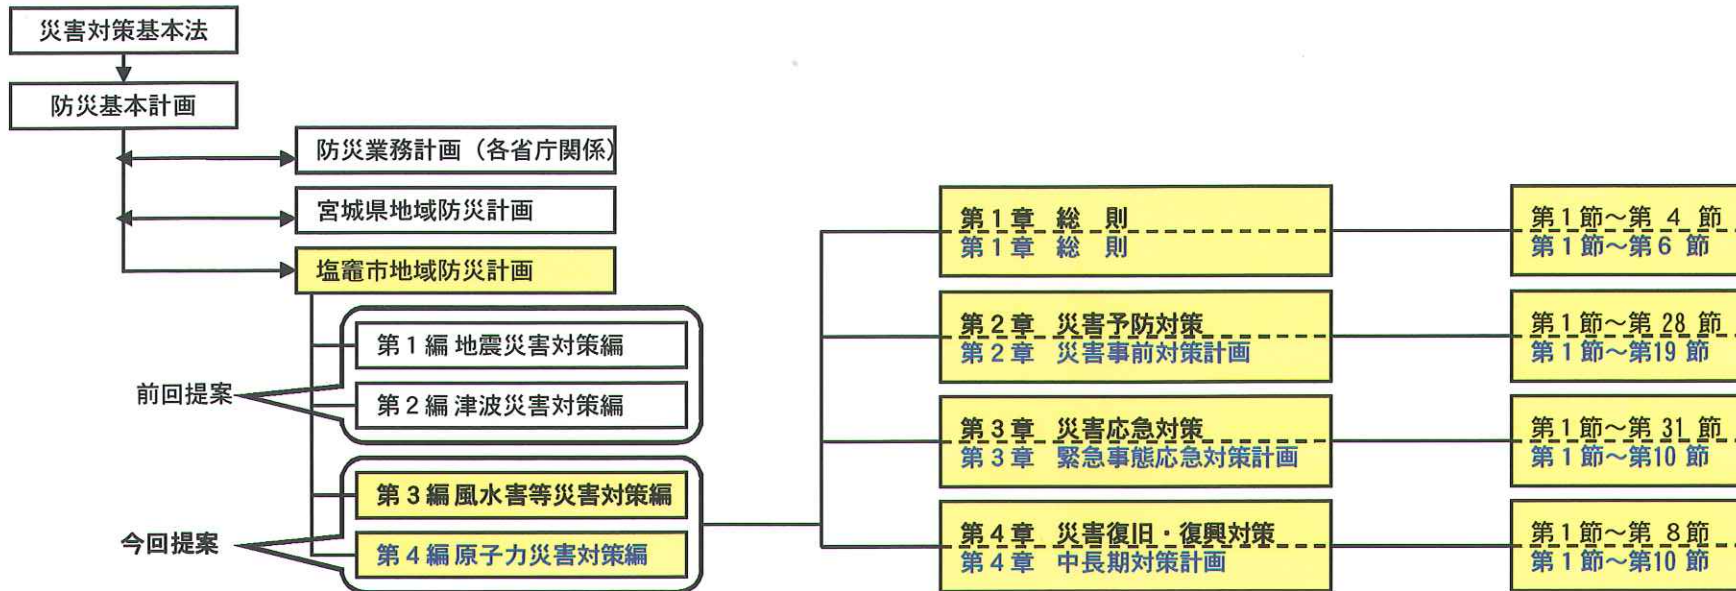 災害対策基本法
防災基本計画
防災業務計画（各省庁関係）
宮城県地域防災計画
塩竈市地域防災計画
第1編 地震災害対策編
第2編 津波災害対策編
前回提案
第3編 風水害等災害対策編
第4編 原子力災害対策編
今回提案
第1章 総 則
第1章 総 則
第2章 災害予防対策
第2章 災害事前対策計画
第3章 災害応急対策
第3章 緊急事態応急対策計画
第4章 災害復旧・復興対策
第4章 中長期対策計画
第1節～第 4 節
第1節～第6 節
第1節～第 28 節
第1節～第19 節
第1節～第 31 節
第1節～第10 節
第1節～第 8節
第1節～第10 節